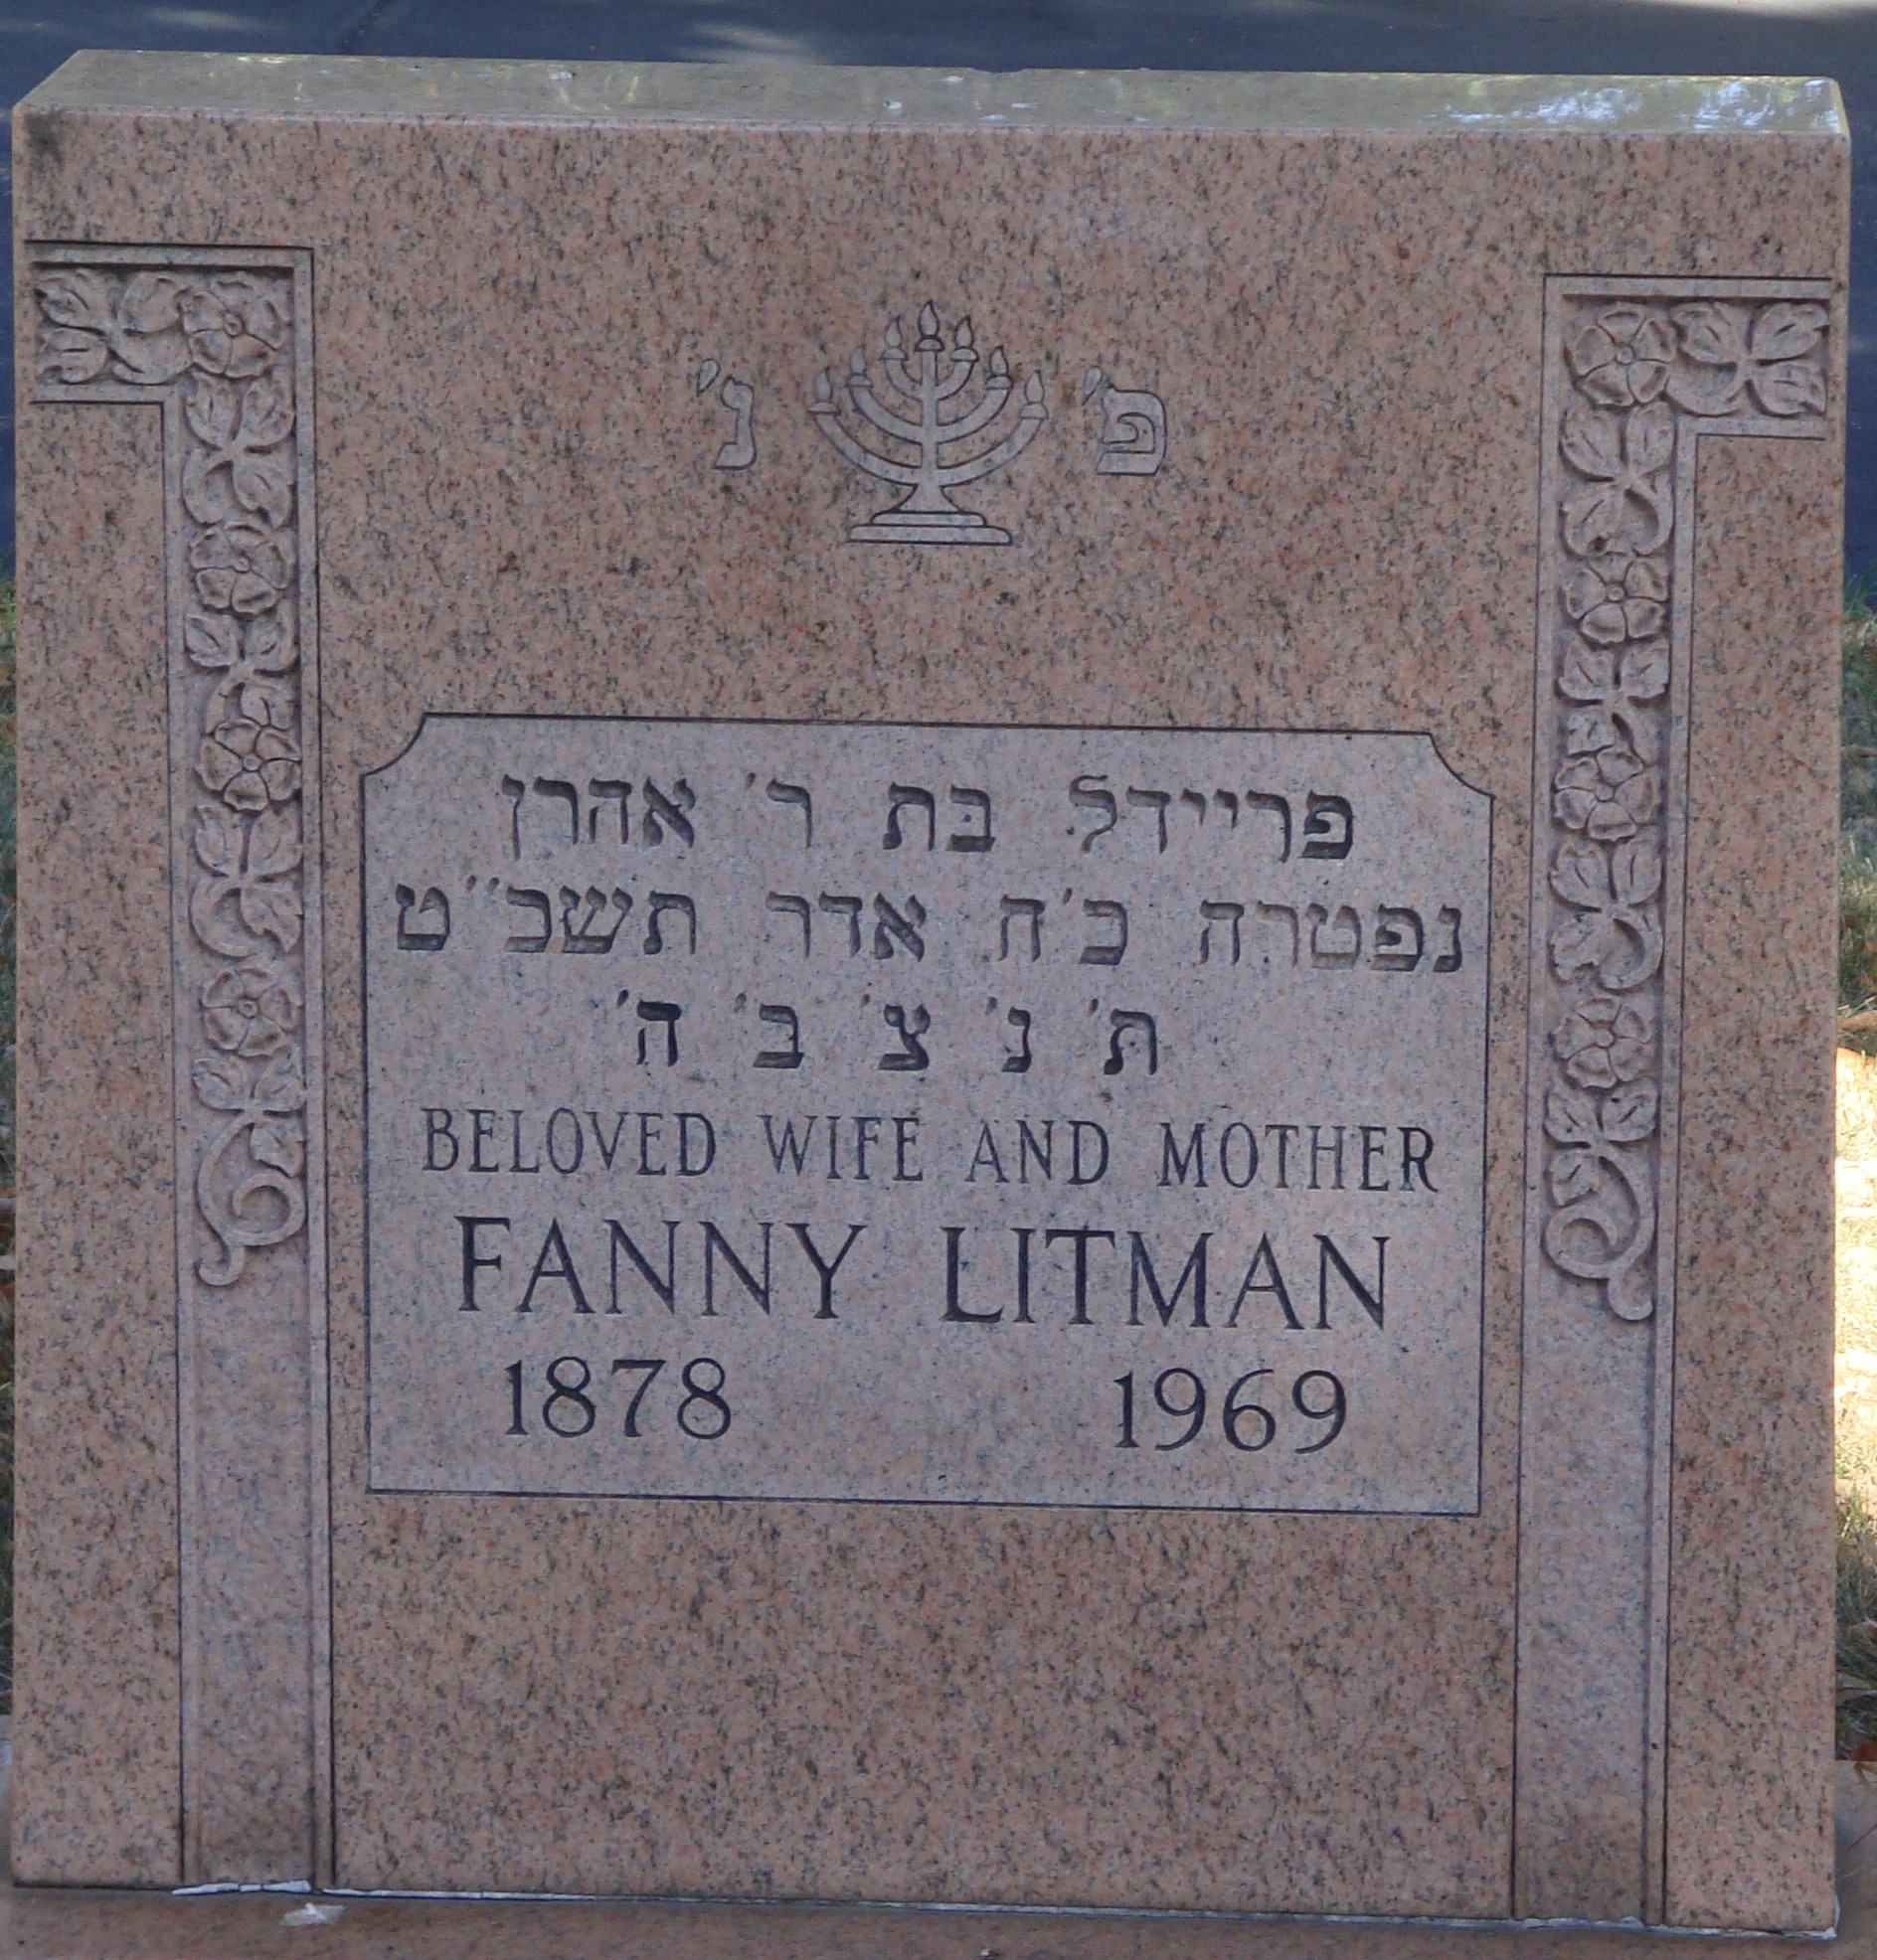 פ' נ'
פריידל בת ר' אהרן
נפטרה כ'ח אדר תשכ''ט
ת' נ' צ' ב' ה'
BELOVED WIFE AND MOTHER
FANNY LITMAN
1878 1969